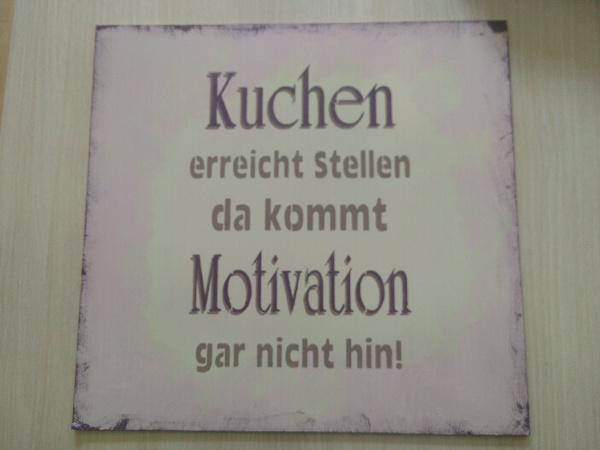 Kuchen
erreicht Stellen
da kommt
Motivation
gar nicht hin!